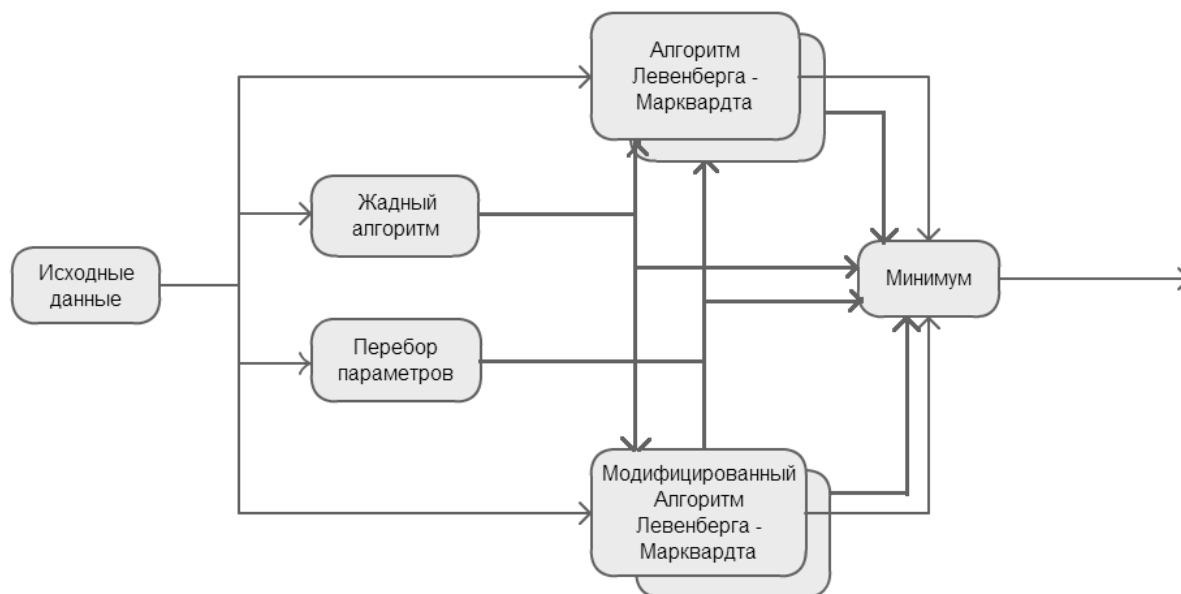 Алгоритм
Левенберга -
Марквардта
Жадный
алгоритм
Исходные
данные
Минимум
Перебор
параметров
Модифицированный
Алгоритм
Левенберга -
Марквардта